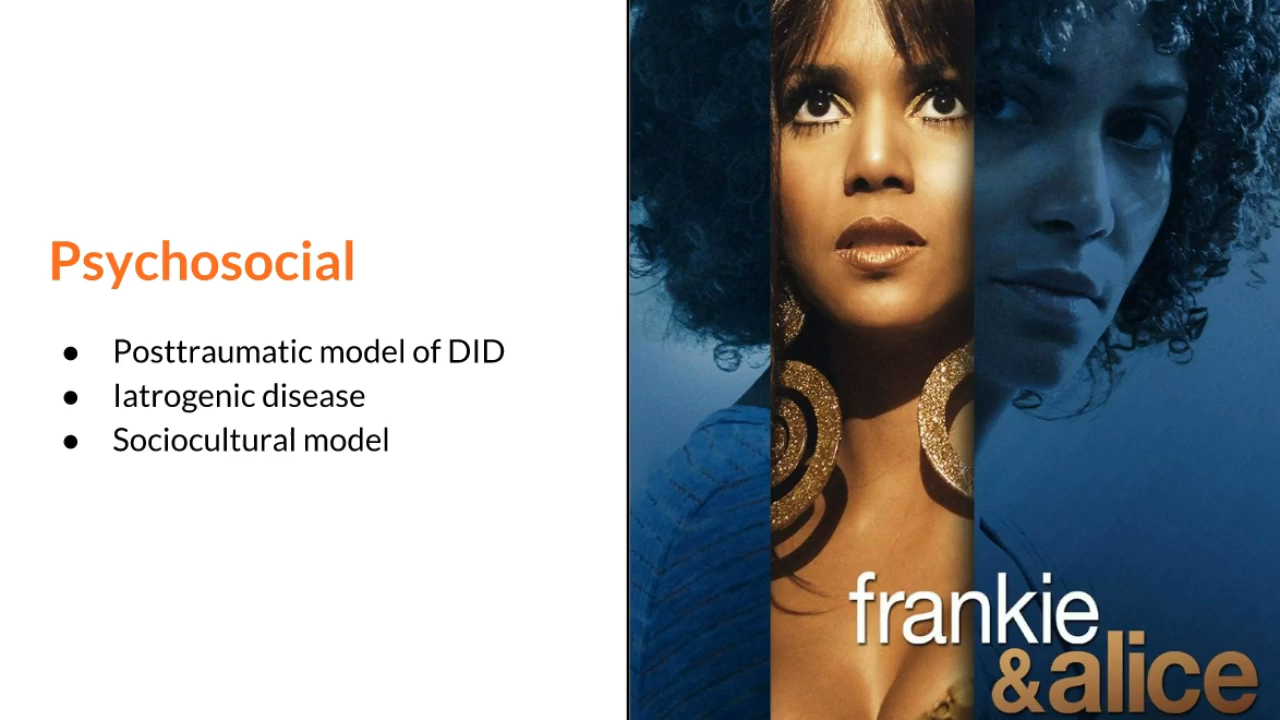 Psychosocial
● Posttraumatic model of DID
● Iatrogenic disease
● Sociocultural model
frankie
&alice